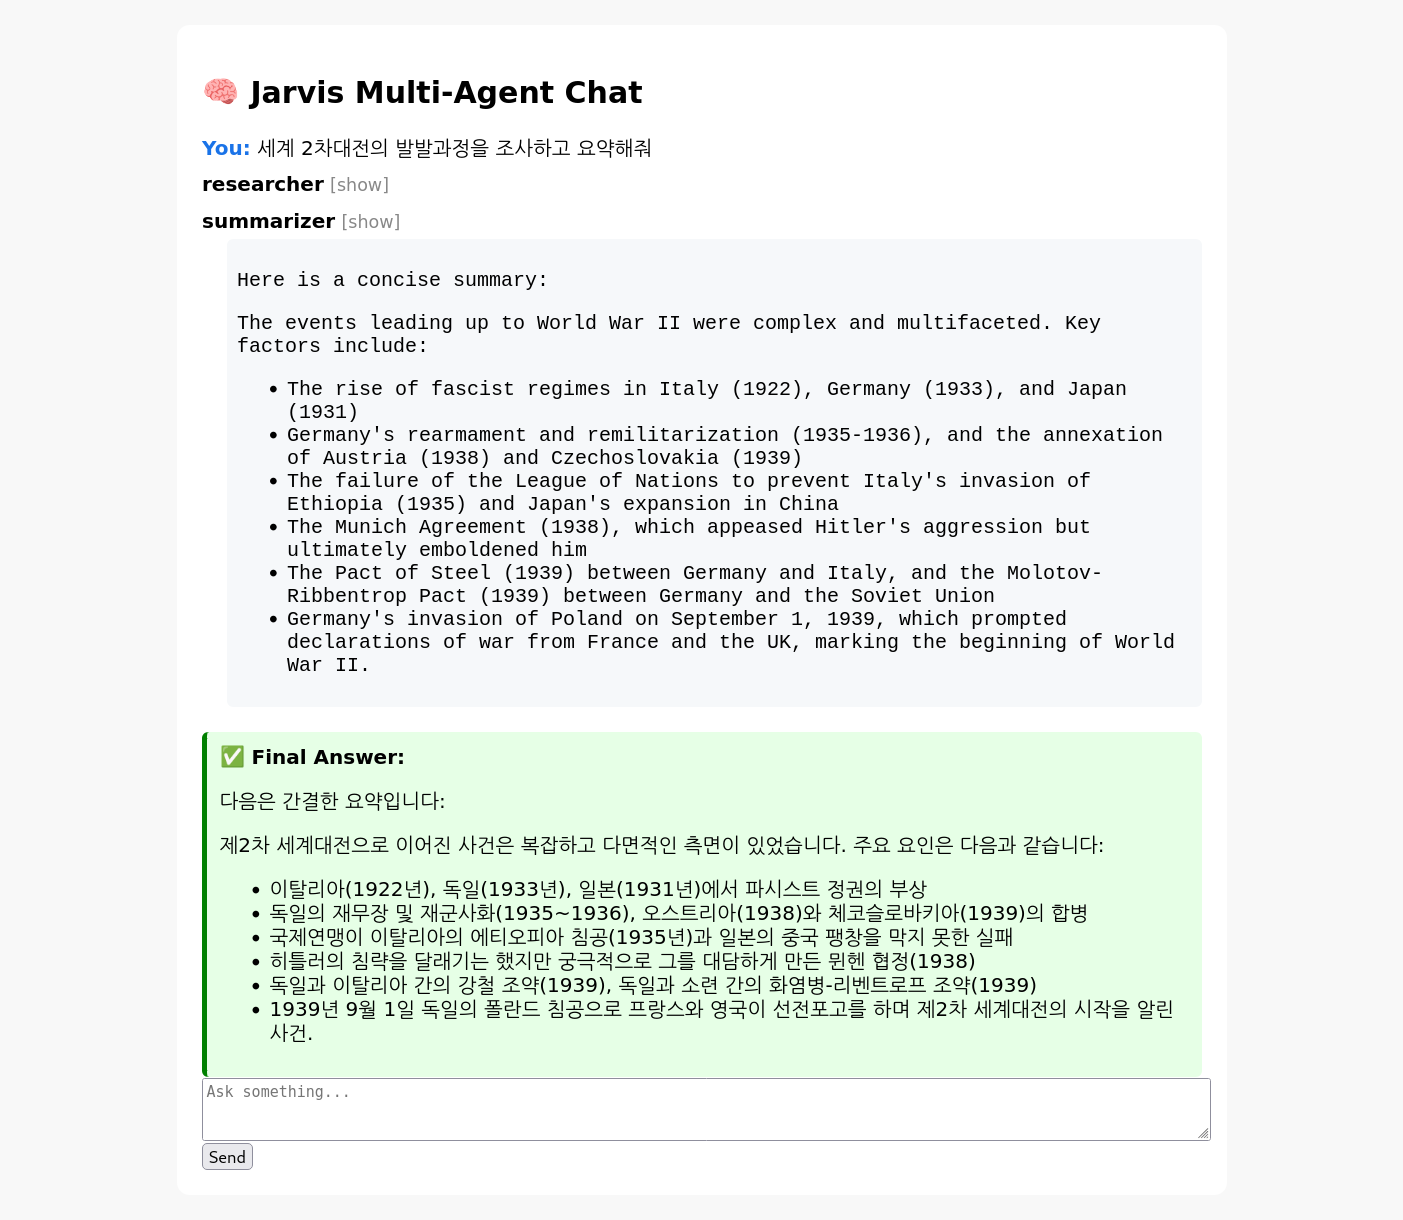 🧠 Jarvis Multi-Agent Chat
You: 세계 2차대전의 발발과정을 조사하고 요약해줘
researcher [show]
summarizer [show]
Here is a concise summary:
The events leading up to World War II were complex and multifaceted. Key
factors include:
• The rise of fascist regimes in Italy (1922), Germany (1933), and Japan
(1931)
• Germany's rearmament and remilitarization (1935-1936), and the annexation
of Austria (1938) and Czechoslovakia (1939)
• The failure of the League of Nations to prevent Italy's invasion of
Ethiopia (1935) and Japan's expansion in China
• The Munich Agreement (1938), which appeased Hitler's aggression but
ultimately emboldened him
• The Pact of Steel (1939) between Germany and Italy, and the Molotov-
Ribbentrop Pact (1939) between Germany and the Soviet Union
• Germany's invasion of Poland on September 1, 1939, which prompted
declarations of war from France and the UK, marking the beginning of World
War II.
✅ Final Answer:
다음은 간결한 요약입니다:
제2차 세계대전으로 이어진 사건은 복잡하고 다면적인 측면이 있었습니다. 주요 요인은 다음과 같습니다:
• 이탈리아(1922년), 독일(1933년), 일본(1931년)에서 파시스트 정권의 부상
• 독일의 재무장 및 재군사화(1935~1936), 오스트리아(1938)와 체코슬로바키아(1939)의 합병
• 국제연맹이 이탈리아의 에티오피아 침공(1935년)과 일본의 중국 팽창을 막지 못한 실패
• 히틀러의 침략을 달래기는 했지만 궁극적으로 그를 대담하게 만든 뮌헨 협정(1938)
• 독일과 이탈리아 간의 강철 조약(1939), 독일과 소련 간의 화염병-리벤트로프 조약(1939)
• 1939년 9월 1일 독일의 폴란드 침공으로 프랑스와 영국이 선전포고를 하며 제2차 세계대전의 시작을 알린
사건.
Ask something...
Send